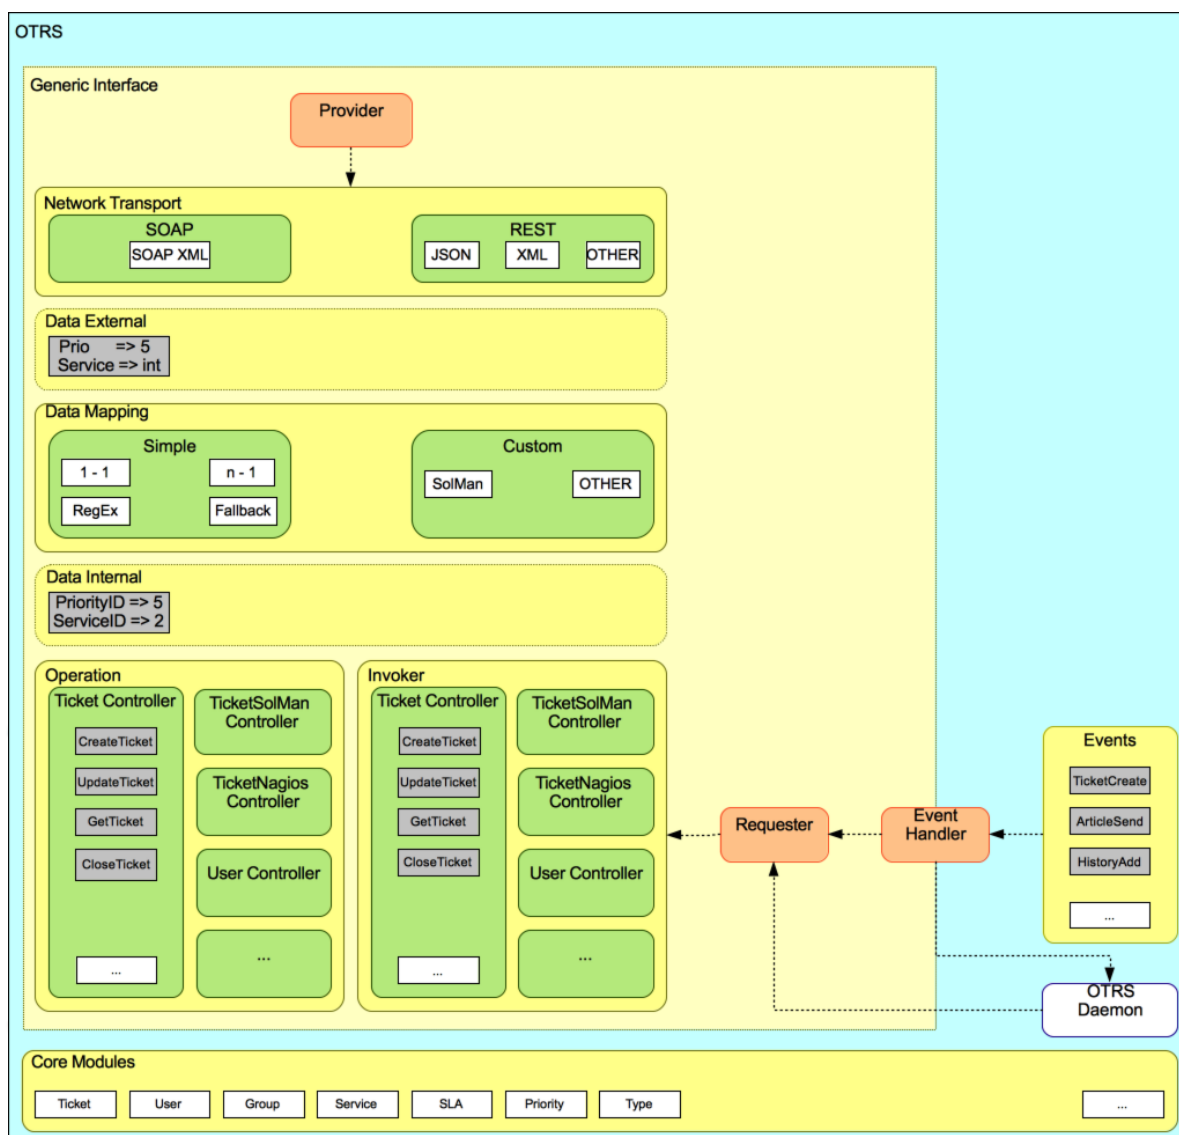 OTRS
Generic Interface
Provider
Network Transport
SOAP
SOAP XML
REST
JSON
XML
OTHER
Data External
Prio => 5
Service => int
Data Mapping
Simple
1 - 1
n - 1
RegEx
Fallback
Custom
SolMan
OTHER
Data Internal
PriorityID => 5
ServiceID => 2
Operation
Ticket Controller
CreateTicket
UpdateTicket
GetTicket
CloseTicket
...
TicketSolMan
Controller
TicketNagios
Controller
User Controller
...
Invoker
Ticket Controller
CreateTicket
UpdateTicket
GetTicket
CloseTicket
...
TicketSolMan
Controller
TicketNagios
Controller
User Controller
...
Requester
Event
Handler
Events
TicketCreate
ArticleSend
HistoryAdd
...
OTRS
Daemon
Core Modules
Ticket
User
Group
Service
SLA
Priority
Type
...